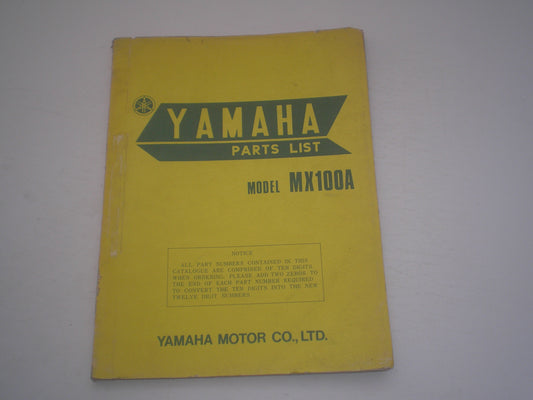 YAMAHA
PARTS LIST
MODEL MX100A
NOTICE
ALL PART NUMBERS CONTAINED IN THIS
CATALOGUE ARE COMPRISED OF TEN DIGITS
WHEN ORDERING, PLEASE ADD TWO ZEROS TO
THE END OF EACH PART NUMBER REQUIRED
TO CONVERT THE TEN DIGITS INTO THE NEW
TWELVE DIGIT NUMBERS.
YAMAHA MOTOR CO., LTD.